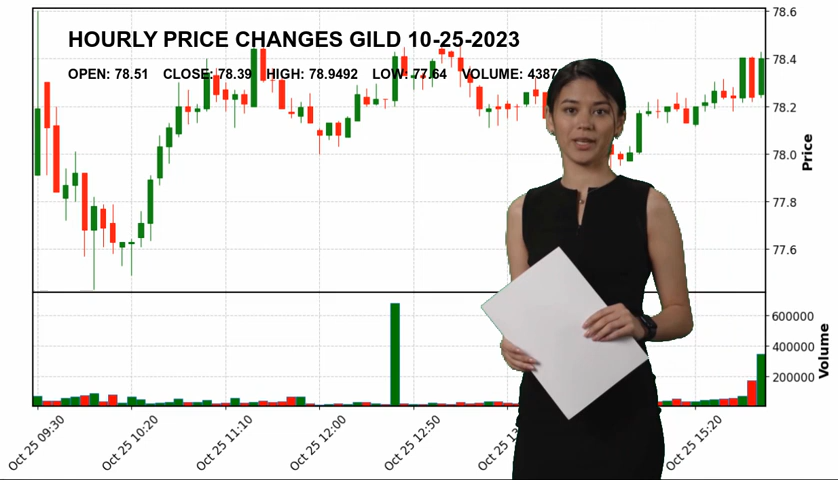 HOURLY PRICE CHANGES GILD 10-25-2023
OPEN: 78.51 CLOSE: 78.39 HIGH: 78.9492 LOW: 77.64 VOLUME: 4387
78.6
78.4
78.2
78.0
77.8
77.6
Price
600000
400000
200000
Volume
Oct 25 09:30
Oct 25 10:20
Oct 25 11:10
Oct 25 12:00
Oct 25 12:50
Oct 25
Oct 25 15:20